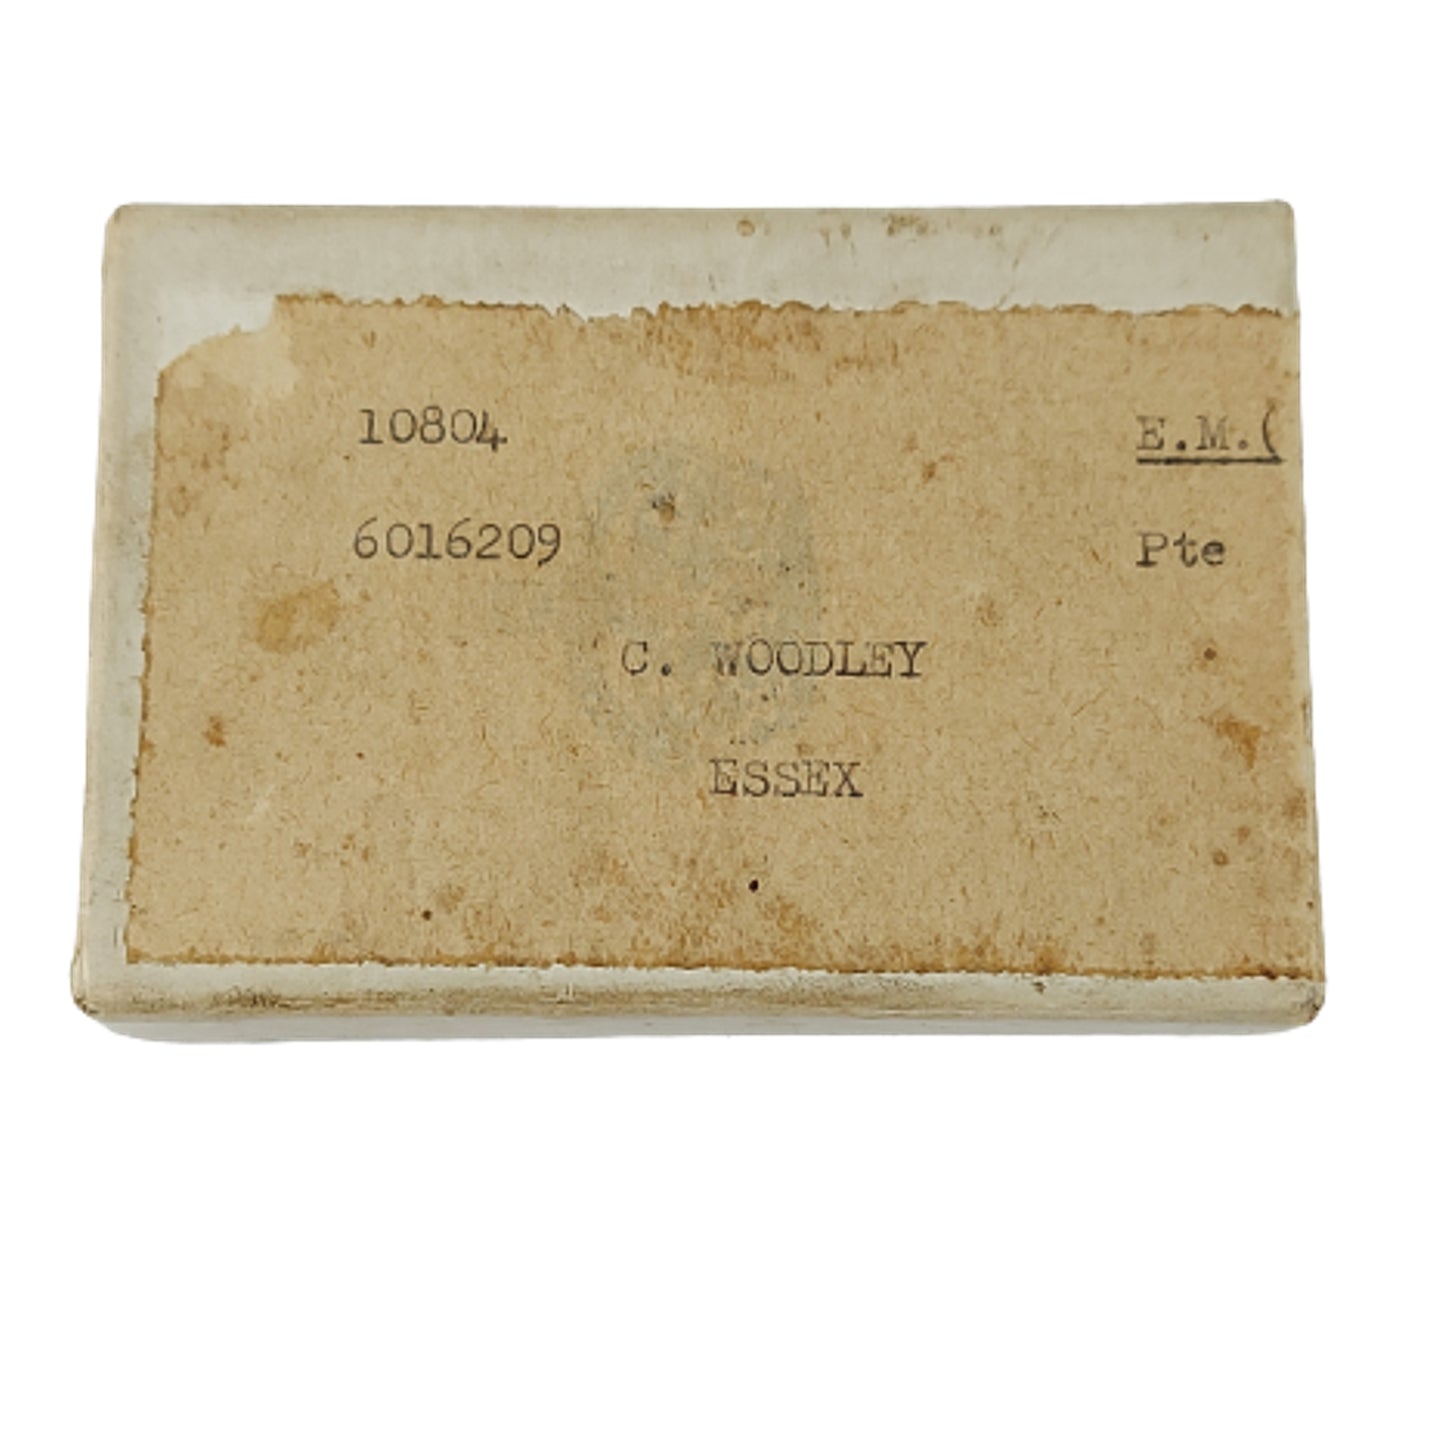 10804 E.M.(
6016209 Pte
C. WOODLEY
ESSEX